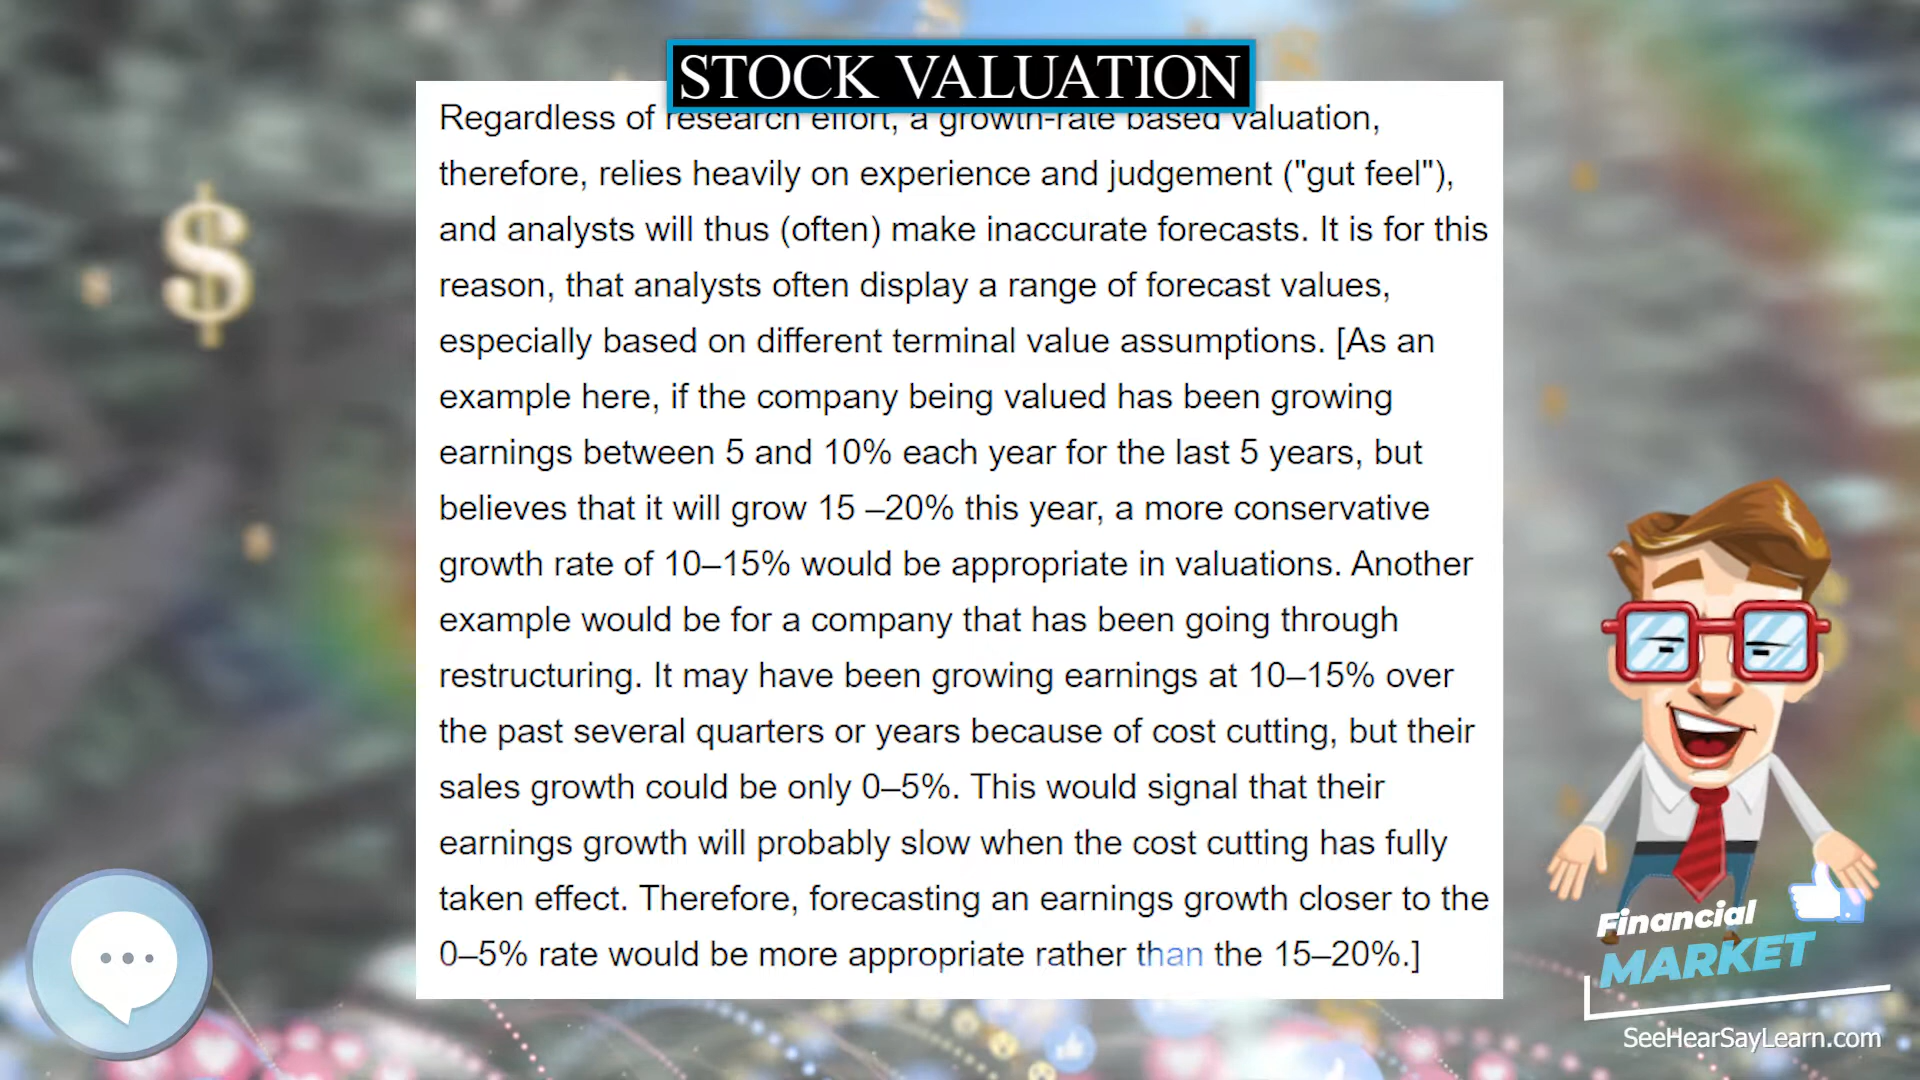 STOCK VALUATION
Regardless of research effort, a growth-rate based valuation,
therefore, relies heavily on experience and judgement ("gut feel"),
and analysts will thus (often) make inaccurate forecasts. It is for this
reason, that analysts often display a range of forecast values,
especially based on different terminal value assumptions. [As an
example here, if the company being valued has been growing
earnings between 5 and 10% each year for the last 5 years, but
believes that it will grow 15 –20% this year, a more conservative
growth rate of 10–15% would be appropriate in valuations. Another
example would be for a company that has been going through
restructuring. It may have been growing earnings at 10–15% over
the past several quarters or years because of cost cutting, but their
sales growth could be only 0–5%. This would signal that their
earnings growth will probably slow when the cost cutting has fully
taken effect. Therefore, forecasting an earnings growth closer to the
0–5% rate would be more appropriate rather than the 15–20%.]
Financial
MARKET
SeeHearSayLearn.com